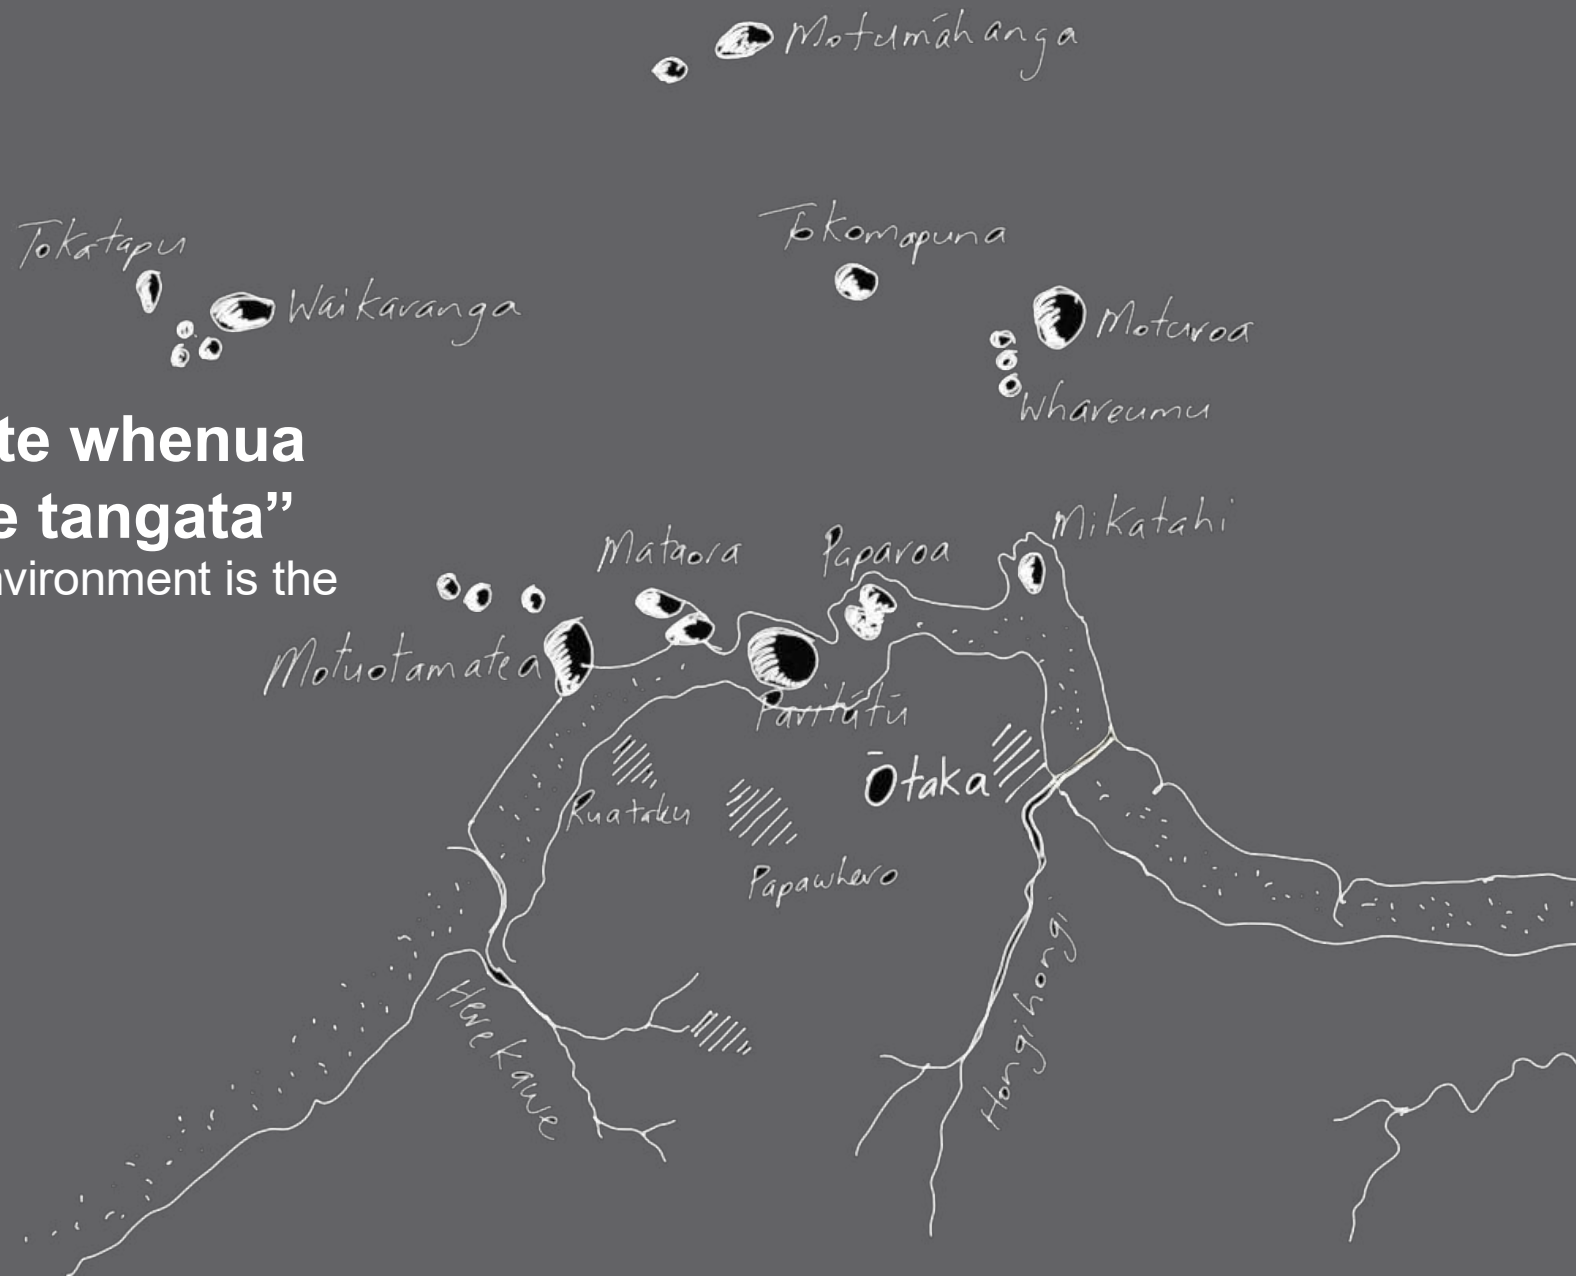 Motumāhanga
Tokatapu
Tokomapuna
Waikaranga
Moturoa
Whareumu
te whenua
e tangata”
nvironment is the
Mikatahi
Mataora
Paparoa
Motuotamatea
Paritūtū
Ōtaka
Ruataku
Papawhero
Hongihongi
Herekawe